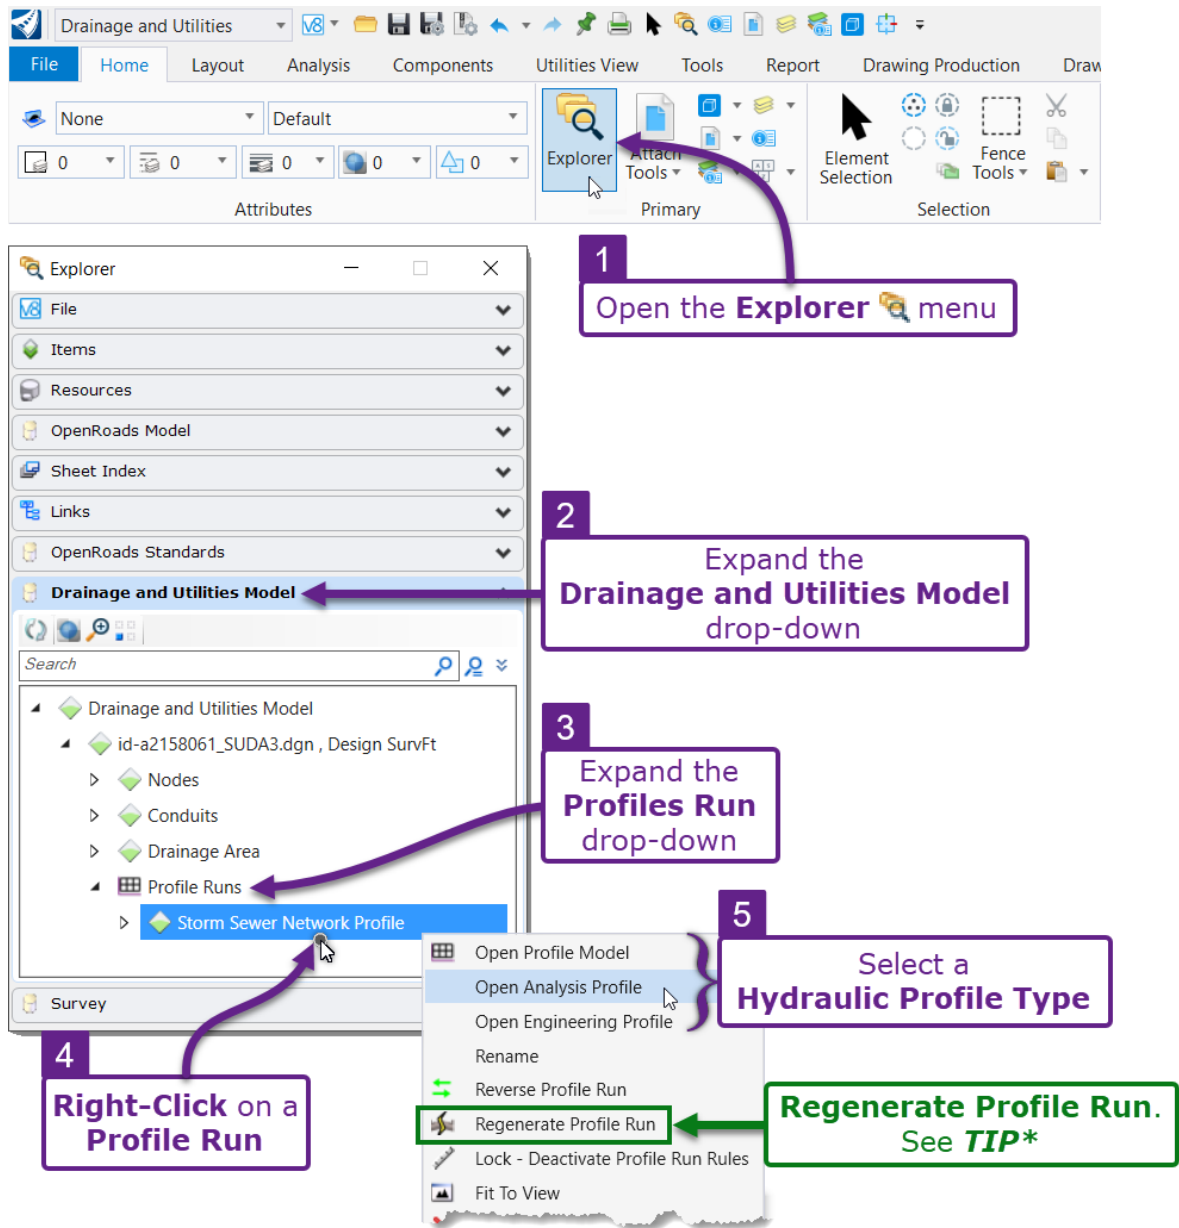 Drainage and Utilities
V8
File Home Layout Analysis Components Utilities View Tools Report Drawing Production Draw
None Default
0 0 0 0 0
Explorer
Attach
Tools
Element
Selection
Fence
Tools
Attributes Primary Selection
1
Open the Explorer menu
Explorer
V8 File
Items
Resources
OpenRoads Model
Sheet Index
Links
OpenRoads Standards
Drainage and Utilities Model
2
Expand the
Drainage and Utilities Model
drop-down
Search
Drainage and Utilities Model
id-a2158061_SUDA3.dgn , Design SurvFt
Nodes
Conduits
Drainage Area
Profile Runs
Storm Sewer Network Profile
3
Expand the
Profiles Run
drop-down
Survey
4
Right-Click on a
Profile Run
Open Profile Model
Open Analysis Profile
Open Engineering Profile
Rename
Reverse Profile Run
Regenerate Profile Run
Lock - Deactivate Profile Run Rules
Fit To View
5
Select a
Hydraulic Profile Type
Regenerate Profile Run.
See TIP*